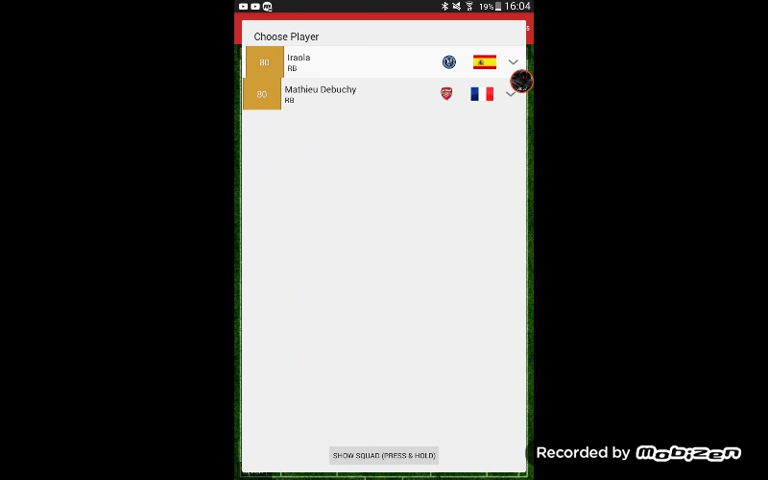 19% 16:04
Choose Player
80 Iraola
RB
80 Mathieu Debuchy
RB
SHOW SQUAD (PRESS & HOLD)
Recorded by MOBIZEN